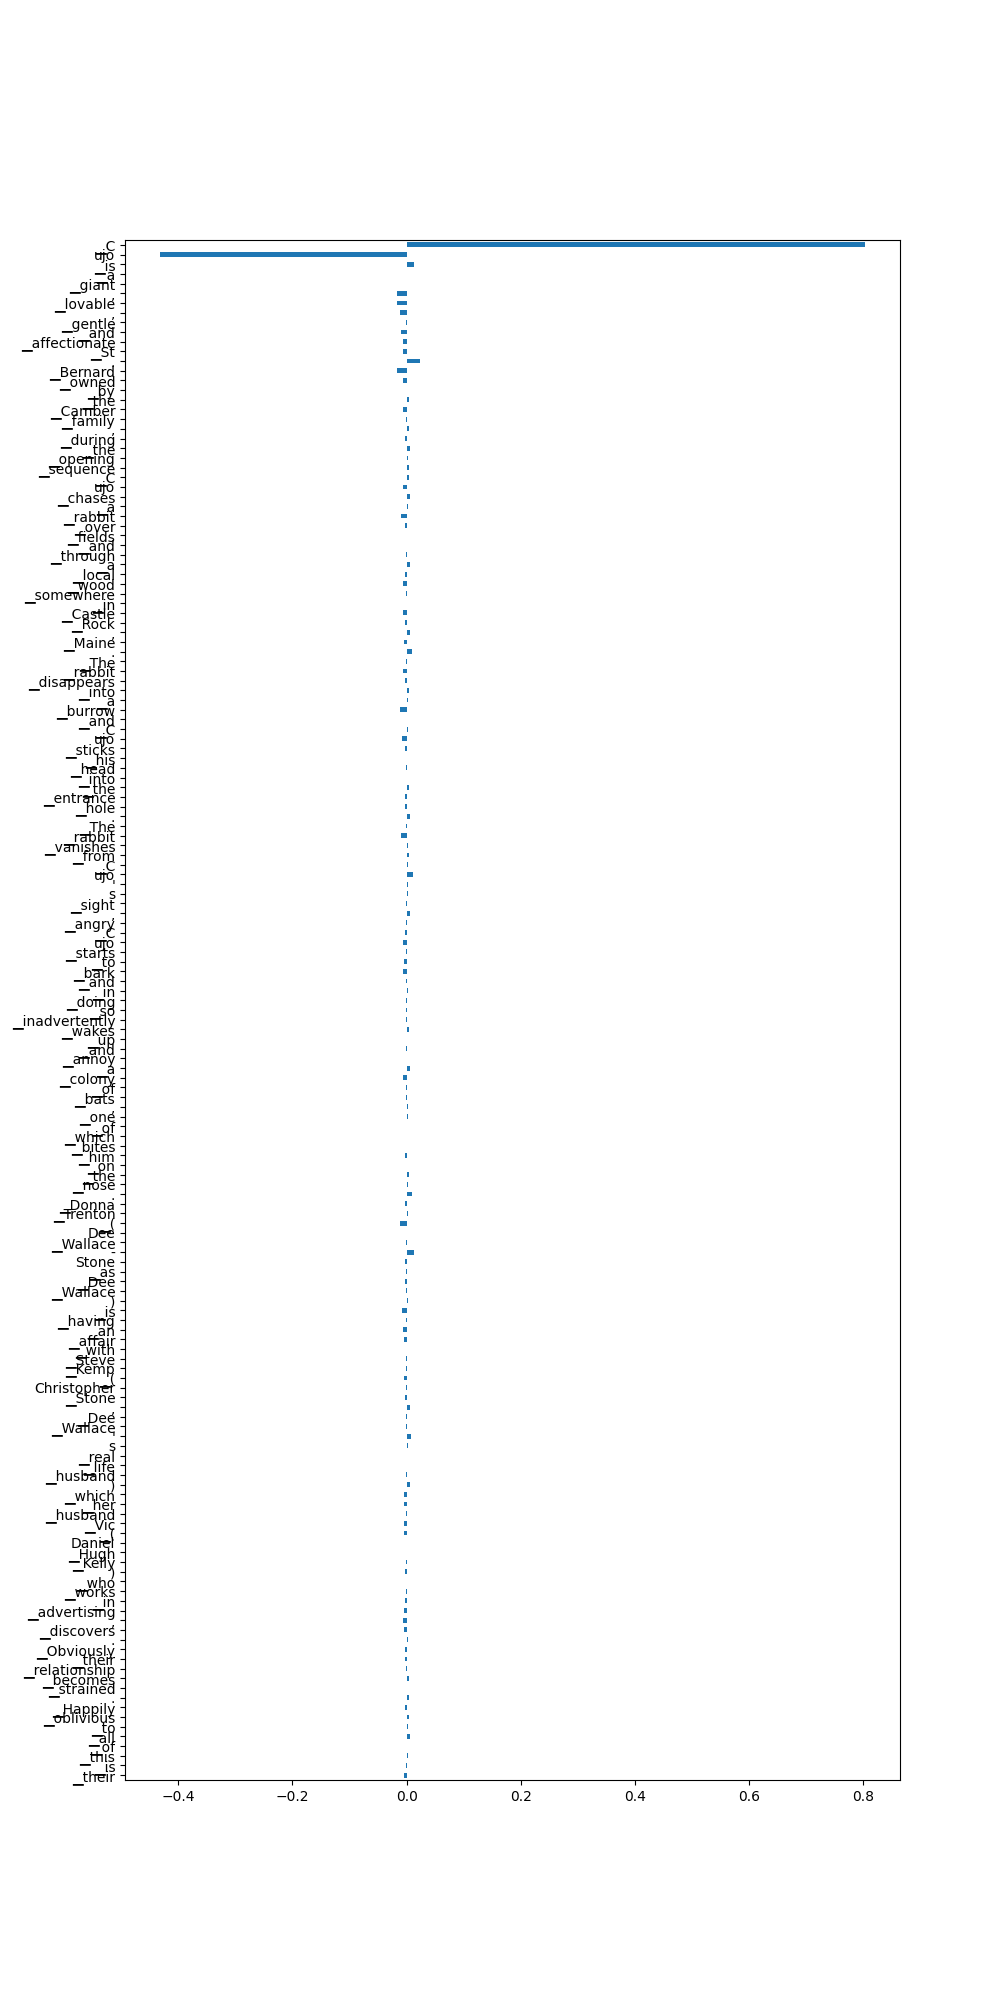 _C
ujo
_is
_a
_giant
,
_lovable
,
_gentle
_and
_affectionate
_St
.
_Bernard
_owned
_by
_the
_Camber
_family
,
_during
_the
_opening
_sequence
_C
ujo
_chases
_a
_rabbit
_over
_fields
_and
_through
_a
_local
_wood
_somewhere
_in
_Castle
_Rock
,
_Maine
.
_The
_rabbit
_disappears
_into
_a
_burrow
_and
_C
ujo
_sticks
_his
_head
_into
_the
_entrance
_hole
.
_The
_rabbit
_vanishes
_from
_C
ujo
'
s
_sight
,
_angry
_C
ujo
_starts
_to
_bark
_and
_in
_doing
_so
_inadvertently
_wakes
_up
_and
_annoy
_a
_colony
_of
_bats
,
_one
_of
_which
_bites
_him
_on
_the
_nose
.
_Donna
_Trenton
_(
Dee
_Wallace
-
Stone
_as
_Dee
_Wallace
)
_is
_having
_an
_affair
_with
_Steve
_Kemp
_(
Christopher
_Stone
,
_Dee
_Wallace
'
s
_real
_life
_husband
)
_which
_her
_husband
_Vic
_(
Daniel
_Hugh
_Kelly
)
_who
_works
_in
_advertising
,
_discovers
.
_Obviously
_their
_relationship
_becomes
_strained
.
_Happily
_oblivious
_to
_all
_of
_this
_is
_their
−0.4 −0.2 0.0 0.2 0.4 0.6 0.8